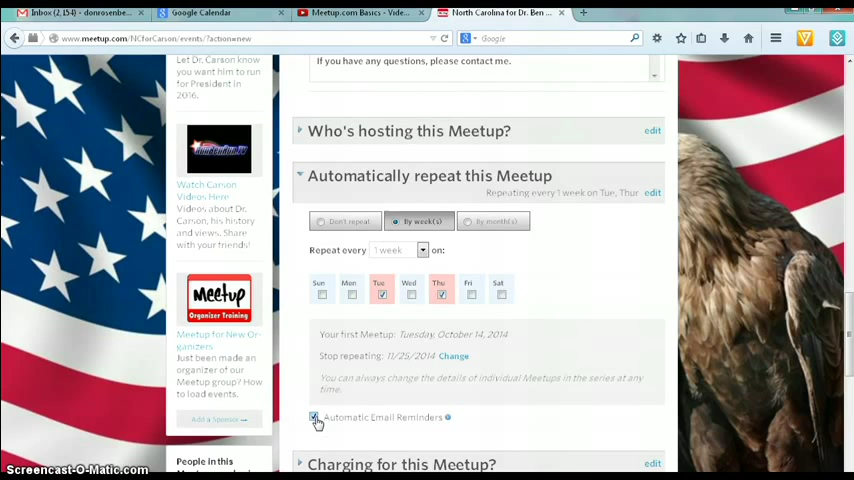 Inbox (2,154) - donrosenbe...
Google Calendar
Meetup.com Basics - Vide...
North Carolina for Dr. Ben ...
www.meetup.com/NCforCarson/events/?action=new
Google
Let Dr. Carson know
you want him to run
for President in
2016.
Watch Carson
Videos Here
Videos about Dr.
Carson, his history
and views. Share
with your friends!
Meetup
Organizer Training
Meetup for New Or-
ganizers
Just been made an
organizer of our
Meetup group? How
to load events.
Add a Sponsor →
People in this
If you have any questions, please contact me.
Who's hosting this Meetup?
edit
Automatically repeat this Meetup
Repeating every 1 week on Tue, Thur
edit
Don't repeat
By week(s)
By month(s)
Repeat every 1 week on:
Sun Mon Tue Wed Thu Fri Sat
Your first Meetup: Tuesday, October 14, 2014
Stop repeating: 11/25/2014 Change
You can always change the details of individual Meetups in the series at any
time.
Automatic Email Reminders
Charging for this Meetup?
edit
Screencast-O-Matic.com